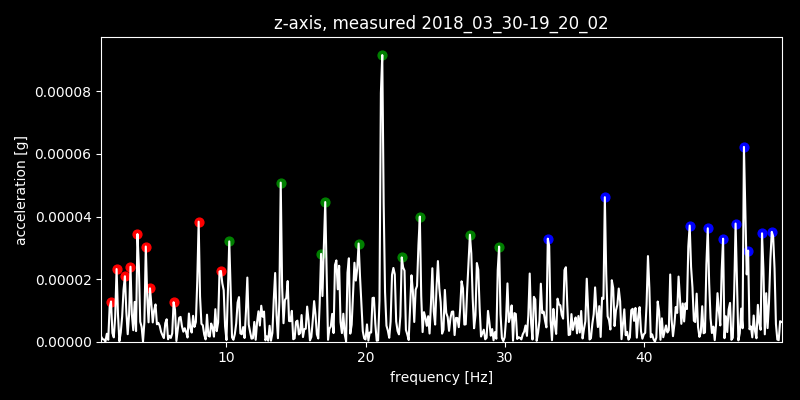 z-axis, measured 2018_03_30-19_20_02
0.00008
0.00006
0.00004
0.00002
0.00000
acceleration [g]
10 20 30 40
frequency [Hz]